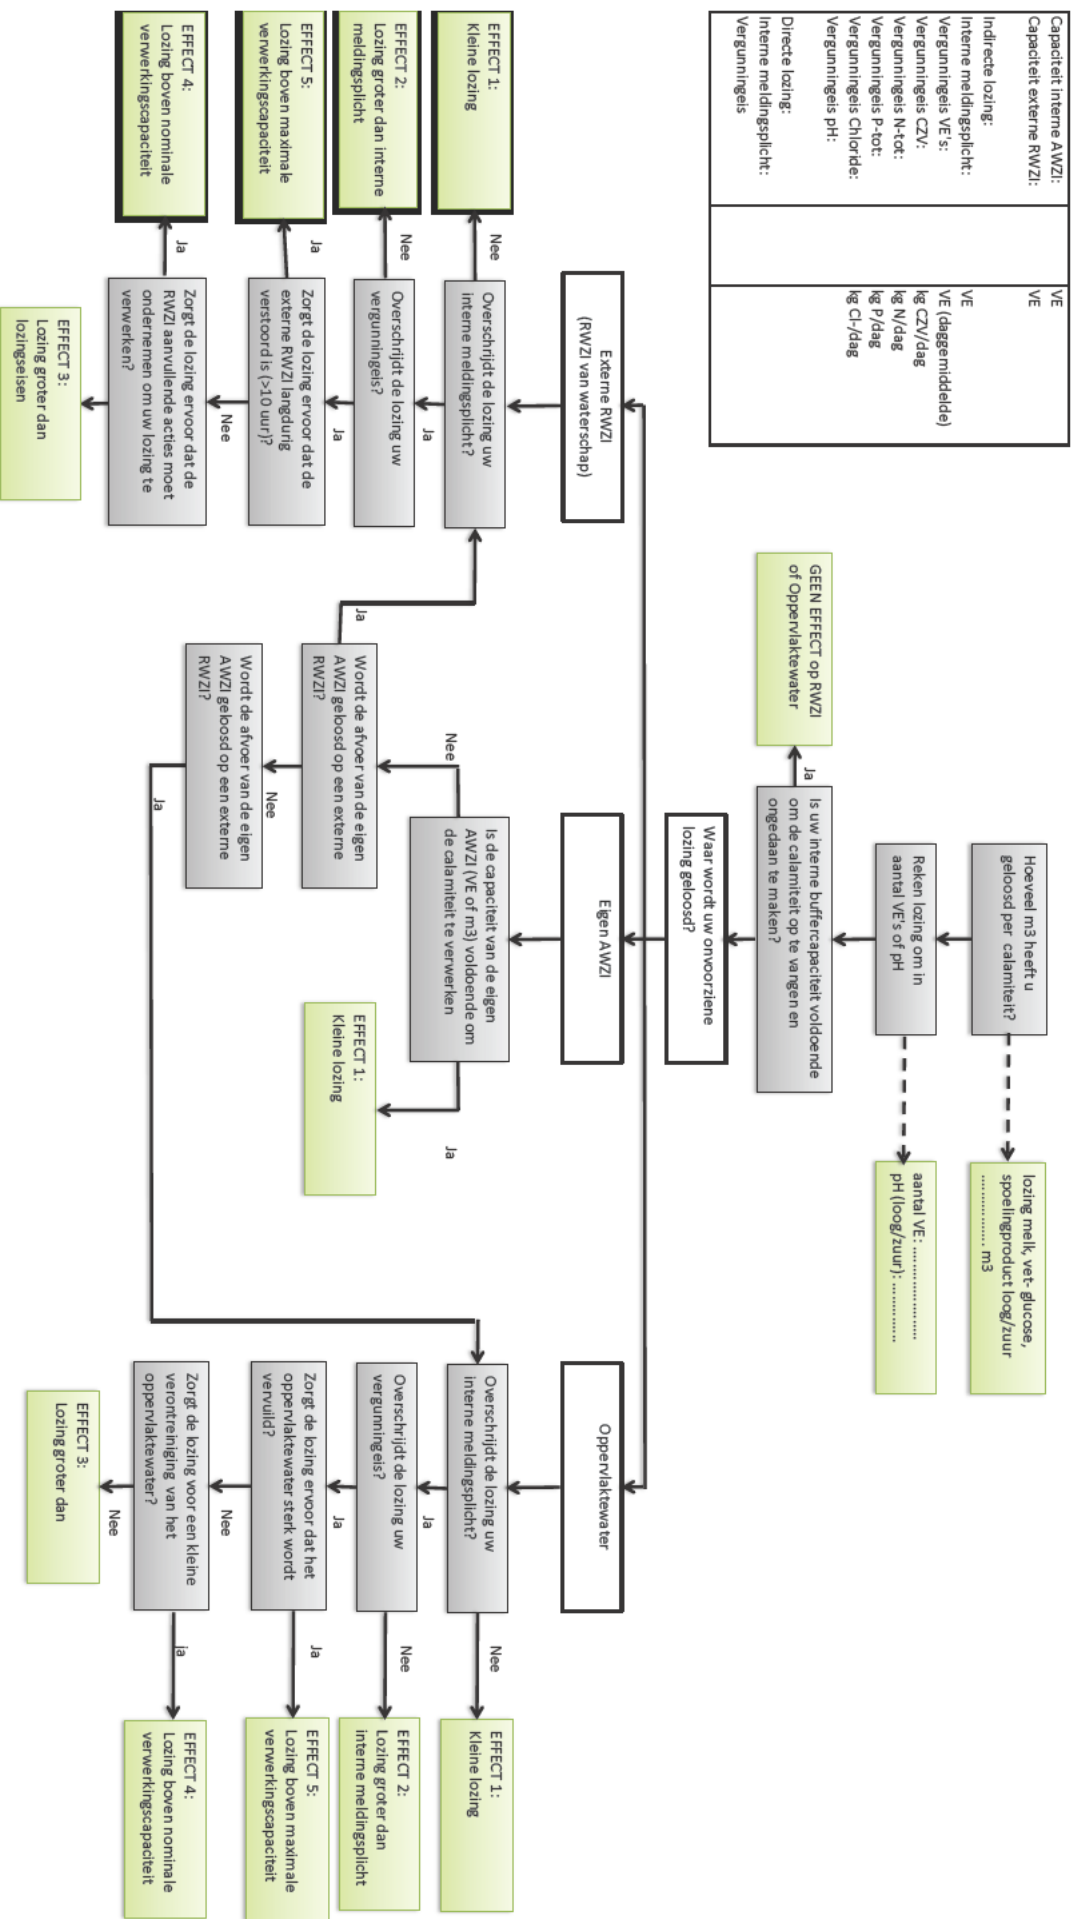 Capaciteit interne AWZI: VE
Capaciteit externe RWZI: VE
Indirecte lozing:
Interne meldingsplicht: VE
Vergunningeis VE's: VE (daggemiddelde)
Vergunningeis CZV: kg CZV/dag
Vergunningeis N-tot: kg N/dag
Vergunningeis P-tot: kg P/dag
Vergunningeis Chloride: kg Cl-/dag
Vergunningeis pH:
Directe lozing:
Interne meldingsplicht:
Vergunningeis
Hoeveel m3 heeft u
geloosd per calamiteit?
lozing melk, vet- glucose,
spoelingproduct loog/zuur
................ m3
Reken lozing om in
aantal VE's of pH
aantal VE: ......................
pH (loog/zuur): .............
Is uw interne buffercapaciteit voldoende
om de calamiteit op te vangen en
ongedaan te maken?
Ja
GEEN EFFECT op RWZI
of Oppervlaktewater
Waar wordt uw onvoorziene
lozing geloosd?
Externe RWZI
(RWZI van waterschap)
Eigen AWZI
Oppervlaktewater
Overschrijdt de lozing uw
interne meldingsplicht?
Nee
EFFECT 1:
Kleine lozing
Ja
Overschrijdt de lozing uw
vergunningeis?
Nee
EFFECT 2:
Lozing groter dan interne
meldingsplicht
Ja
Zorgt de lozing ervoor dat de
externe RWZI langdurig
verstoord is (>10 uur)?
Ja
EFFECT 5:
Lozing boven maximale
verwerkingscapaciteit
Nee
Zorgt de lozing ervoor dat de
RWZI aanvullende acties moet
ondernemen om uw lozing te
verwerken?
Ja
EFFECT 4:
Lozing boven nominale
verwerkingscapaciteit
EFFECT 3:
Lozing groter dan
lozingseisen
Is de capaciteit van de eigen
AWZI (VE of m3) voldoende om
de calamiteit te verwerken
Nee
Ja
EFFECT 1:
Kleine lozing
Wordt de afvoer van de eigen
AWZI geloosd op een externe
RWZI?
Ja
Nee
Wordt de afvoer van de eigen
AWZI geloosd op een externe
RWZI?
Ja
Overschrijdt de lozing uw
interne meldingsplicht?
Nee
EFFECT 1:
Kleine lozing
Ja
Overschrijdt de lozing uw
vergunningeis?
Nee
EFFECT 2:
Lozing groter dan
interne meldingsplicht
Ja
Zorgt de lozing ervoor dat het
oppervlaktewater sterk wordt
vervuild?
Ja
EFFECT 5:
Lozing boven maximale
verwerkingscapaciteit
Nee
Zorgt de lozing voor een kleine
verontreiniging van het
oppervlaktewater?
ja
EFFECT 4:
Lozing boven nominale
verwerkingscapaciteit
Nee
EFFECT 3:
Lozing groter dan